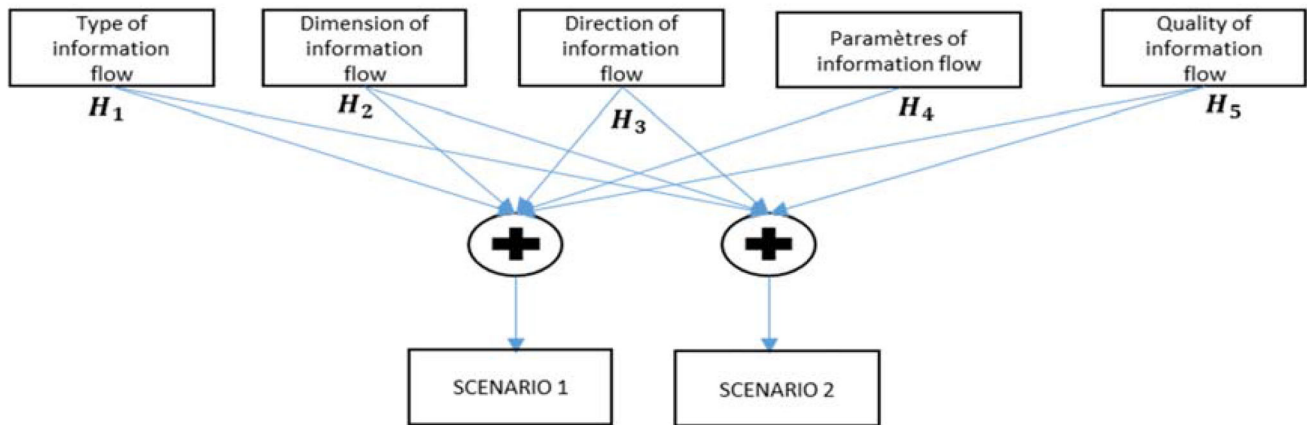 Type of
information
flow
Dimension of
information
flow
Direction of
information
flow
Paramètres of
information flow
Quality of
information
flow
H₁
H₂
H₃
H₄
H₅
SCENARIO 1
SCENARIO 2